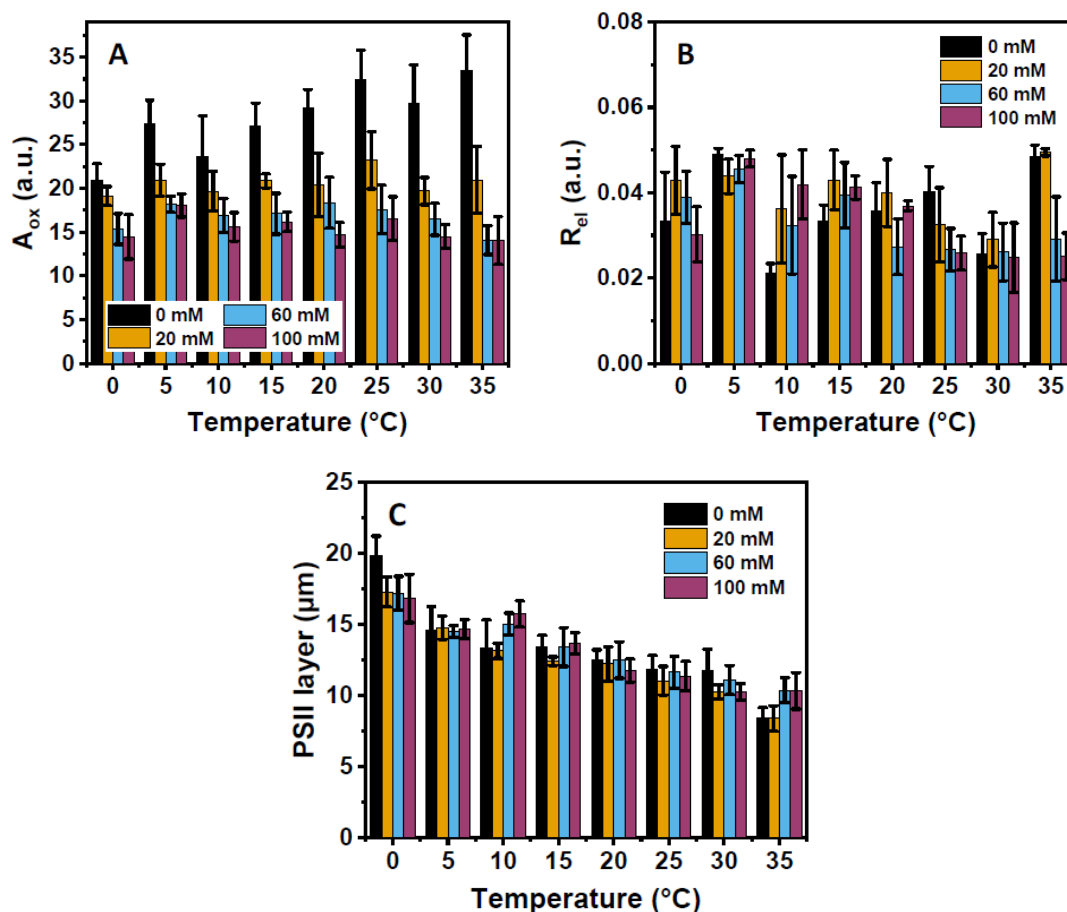 A
A_ox (a.u.)
35
30
25
20
15
10
5
0
0 mM 60 mM
20 mM 100 mM
0 5 10 15 20 25 30 35
Temperature (°C)
B
R_el (a.u.)
0.08
0.06
0.04
0.02
0.00
0 mM
20 mM
60 mM
100 mM
0 5 10 15 20 25 30 35
Temperature (°C)
C
PSII layer (µm)
25
20
15
10
5
0
0 mM
20 mM
60 mM
100 mM
0 5 10 15 20 25 30 35
Temperature (°C)